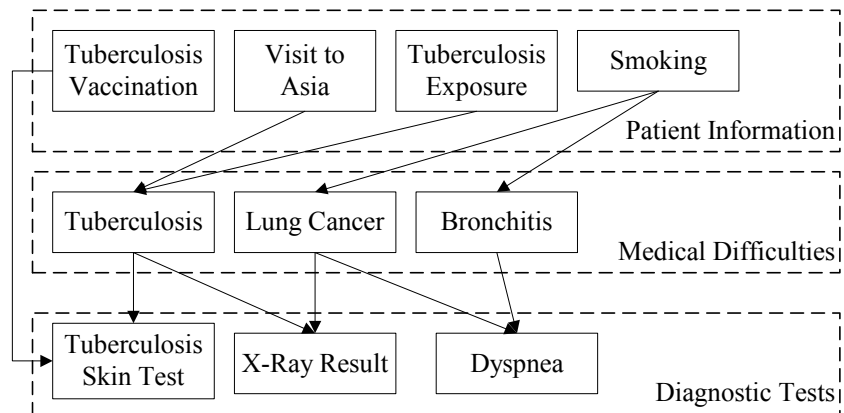 Tuberculosis
Vaccination
Visit to
Asia
Tuberculosis
Exposure
Smoking
Patient Information
Tuberculosis
Lung Cancer
Bronchitis
Medical Difficulties
Tuberculosis
Skin Test
X-Ray Result
Dyspnea
Diagnostic Tests